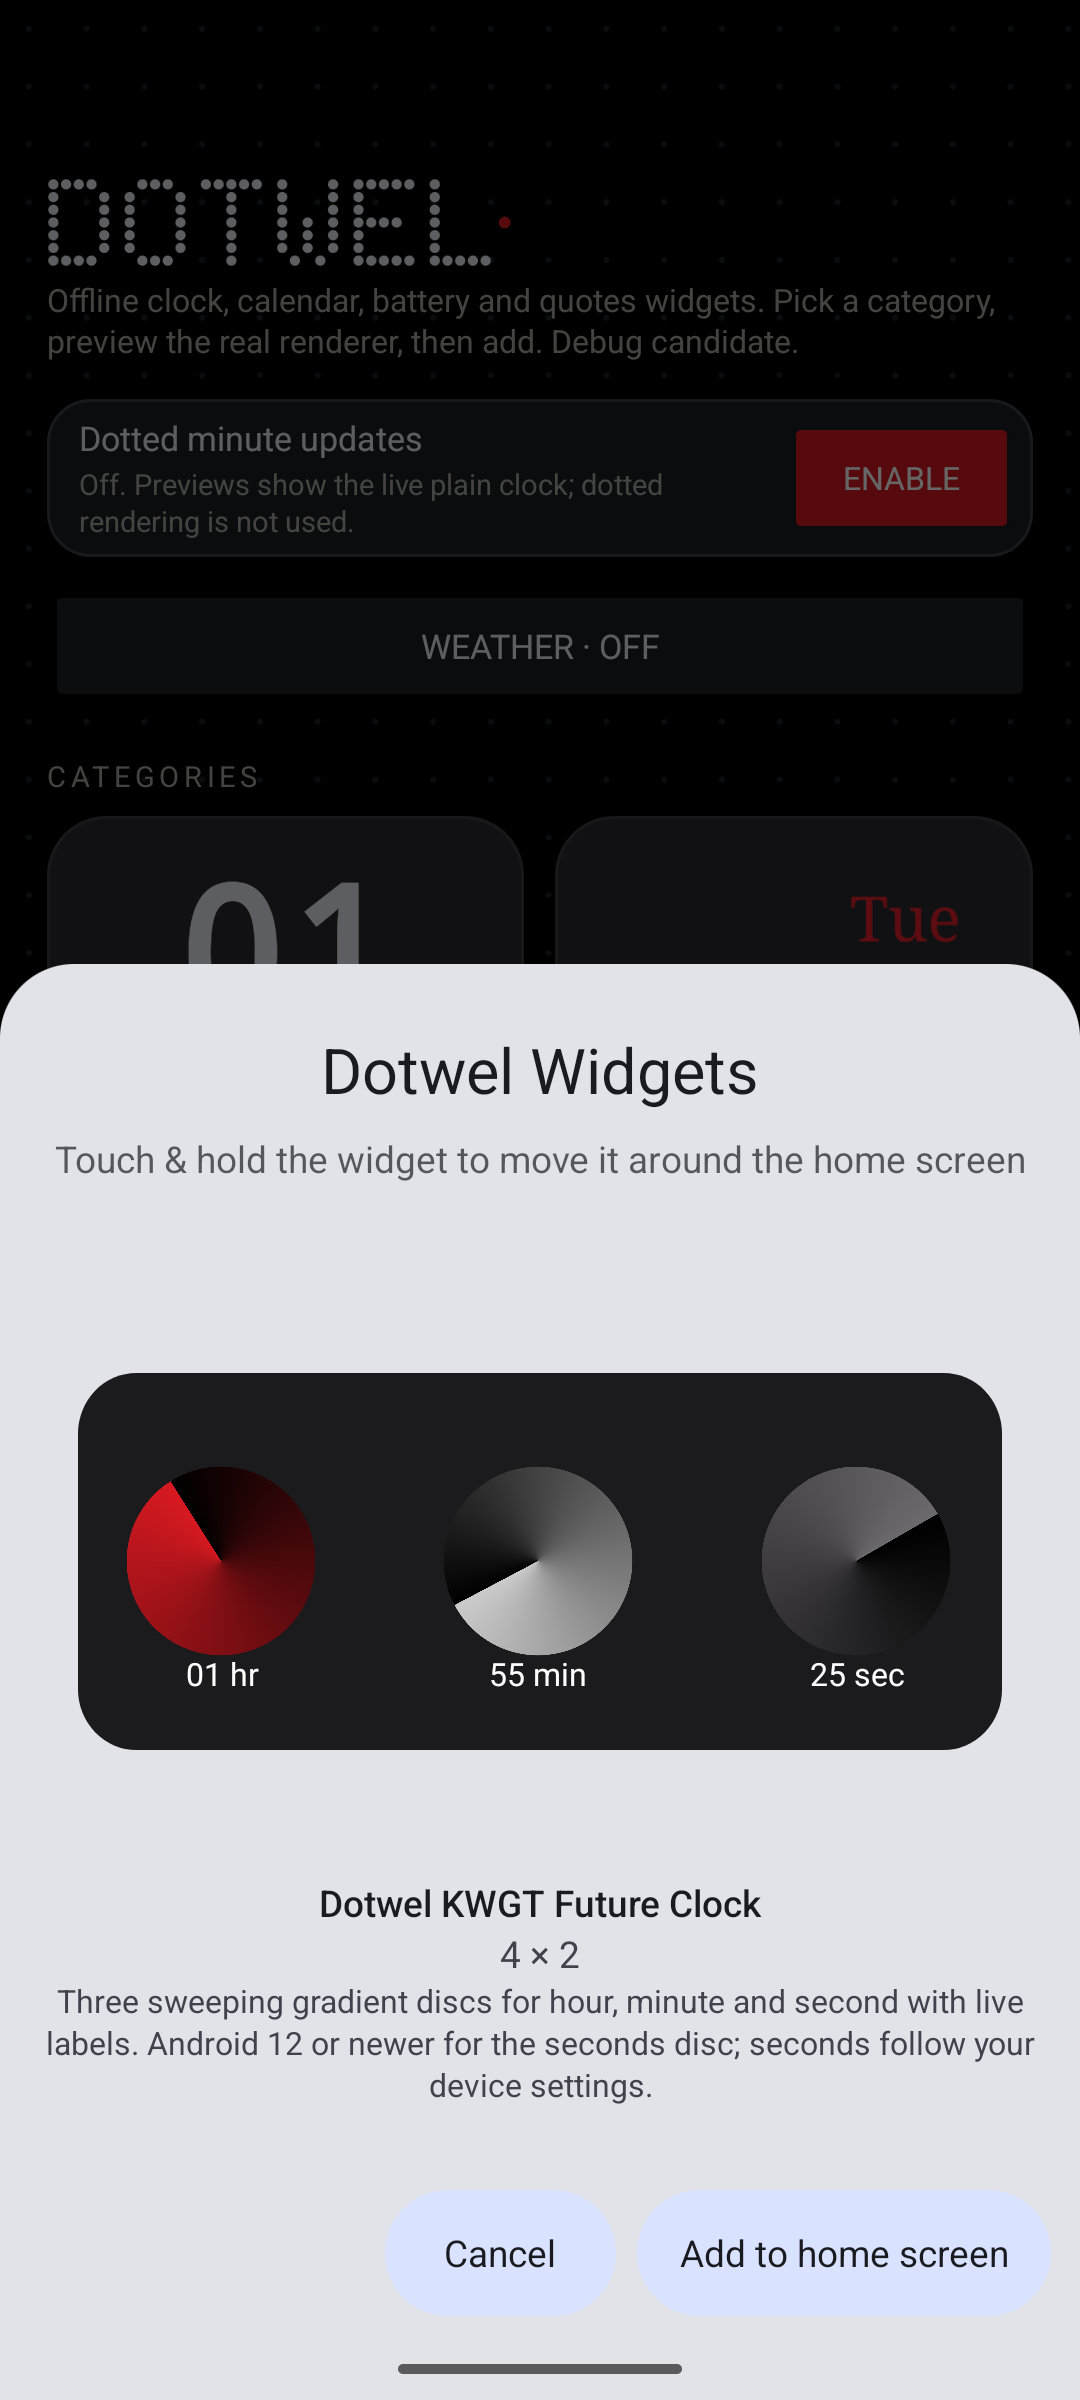 DOTWEL
Offline clock, calendar, battery and quotes widgets. Pick a category,
preview the real renderer, then add. Debug candidate.
Dotted minute updates
Off. Previews show the live plain clock; dotted
rendering is not used.
ENABLE
WEATHER · OFF
CATEGORIES
01
Tue
Dotwel Widgets
Touch & hold the widget to move it around the home screen
01 hr
55 min
25 sec
Dotwel KWGT Future Clock
4 × 2
Three sweeping gradient discs for hour, minute and second with live
labels. Android 12 or newer for the seconds disc; seconds follow your
device settings.
Cancel
Add to home screen